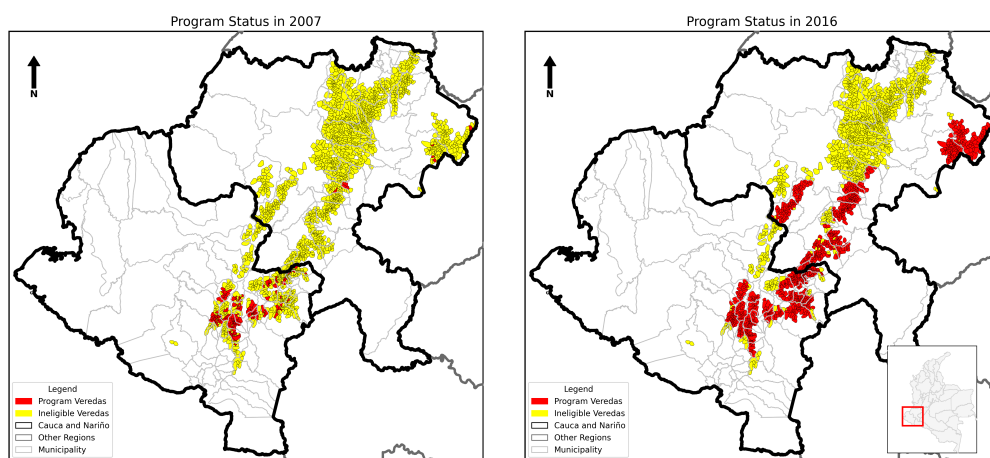 Program Status in 2007
N
Legend
Program Veredas
Ineligible Veredas
Cauca and Nariño
Other Regions
Municipality
Program Status in 2016
N
Legend
Program Veredas
Ineligible Veredas
Cauca and Nariño
Other Regions
Municipality